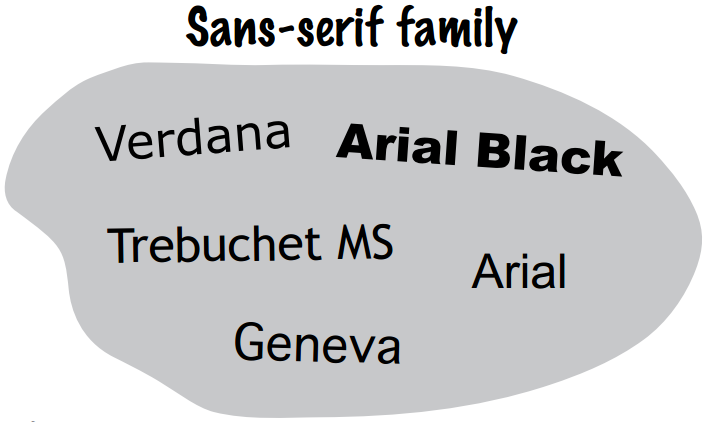 Sans-serif family
Verdana
Arial Black
Trebuchet MS
Arial
Geneva